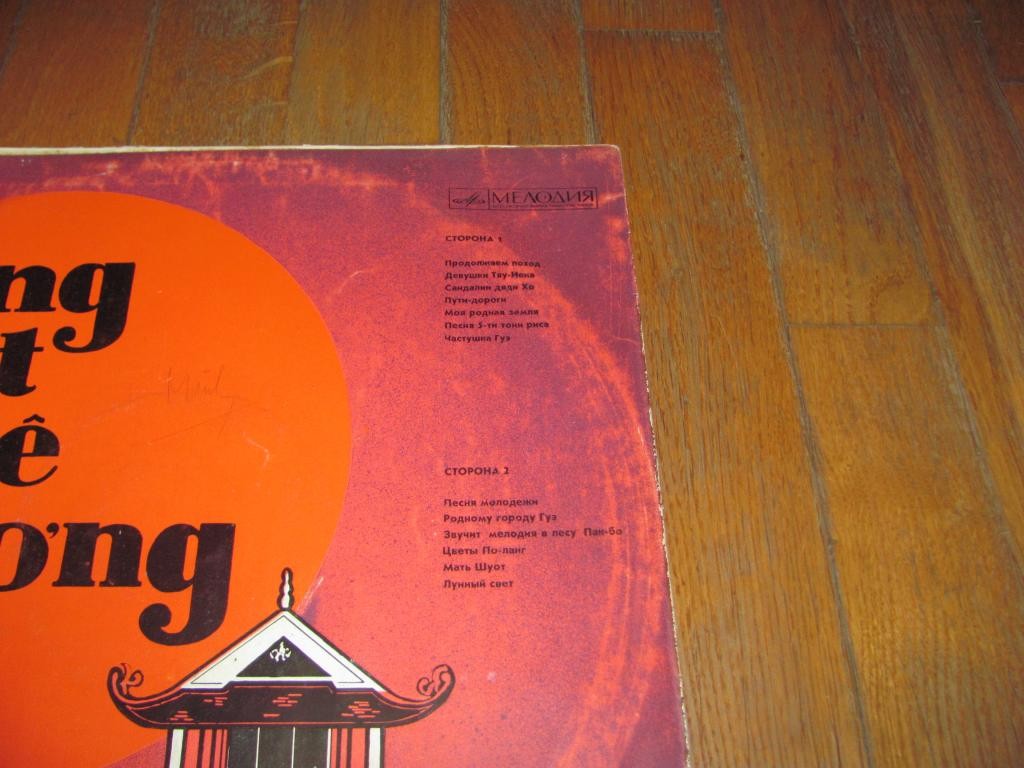 ng
t
ê
ơng
МЕЛОДИЯ
СТОРОНА 1
Продолжаем поход
Девушки Тяу-Иена
Сандалии дяди Хо
Пути-дороги
Моя родная земля
Песня 5-ти тонн риса
Частушка Гуэ
СТОРОНА 2
Песня молодежи
Родному городу Гуэ
Звучит мелодия в лесу Пак-бо
Цветы По-ланг
Мать Шуот
Лунный свет